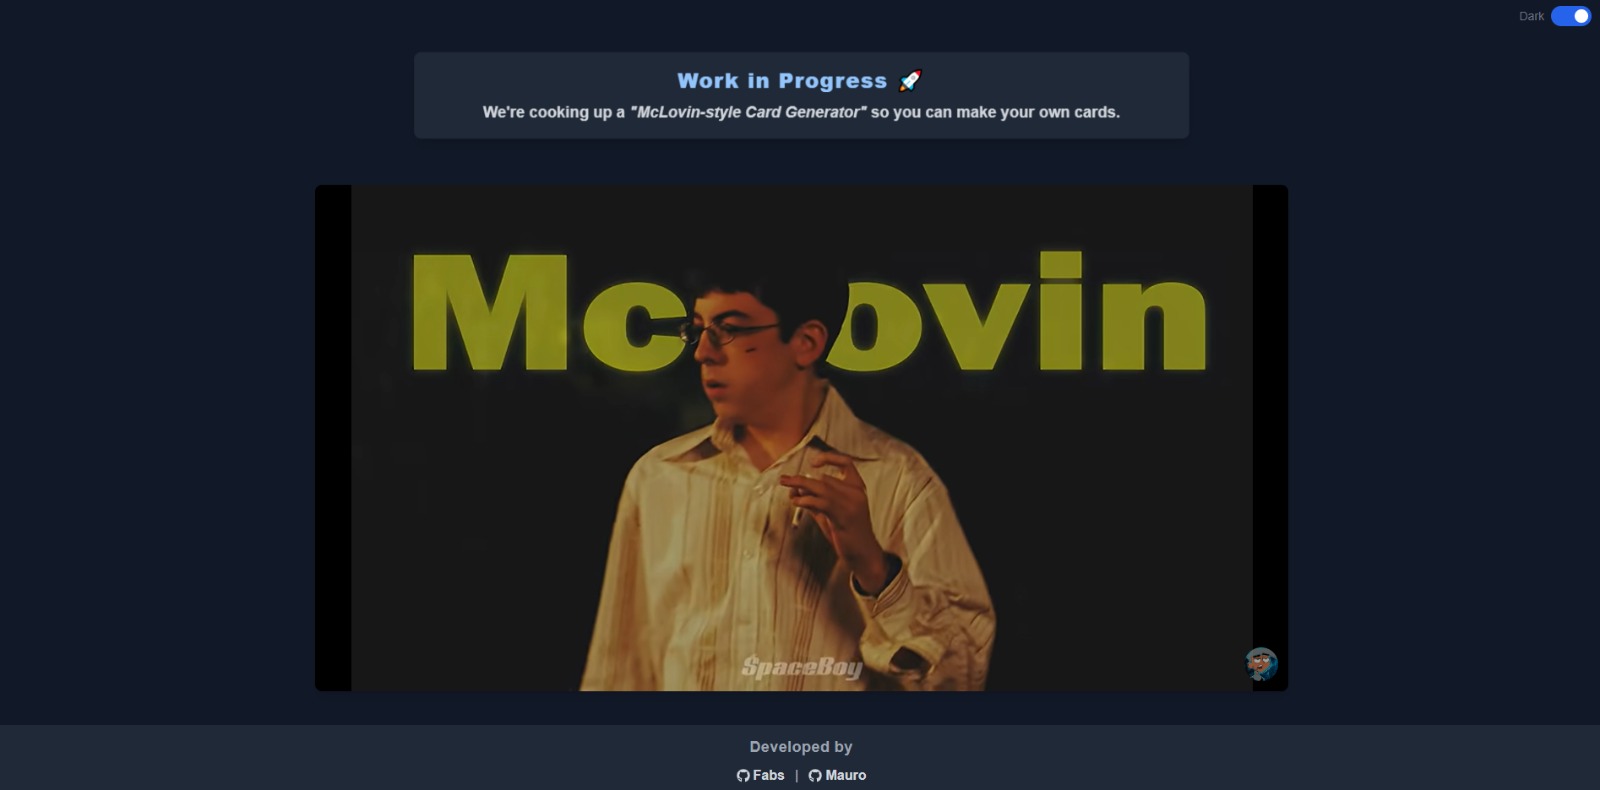 Dark
Work in Progress 🚀
We're cooking up a "McLovin-style Card Generator" so you can make your own cards.
Mc ovin
$paceBoy
Developed by
Fabs | Mauro